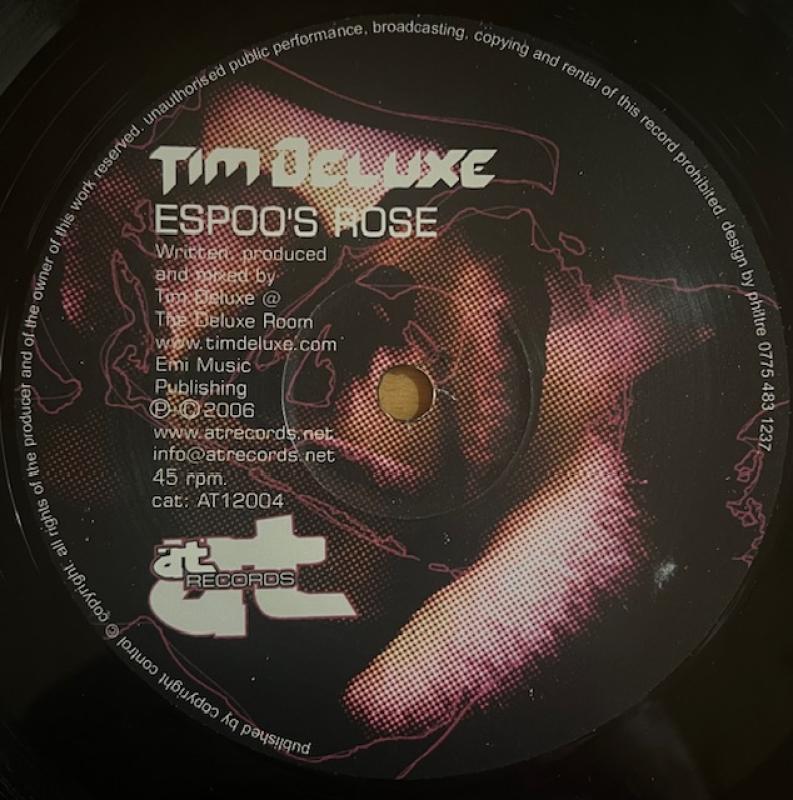 TIM DELUXE
ESPOO'S ROSE
Written, produced
and mixed by
Tim Deluxe @
The Deluxe Room
www.timdeluxe.com
Emi Music
Publishing
Ⓟ © 2006
www.atrecords.net
info@atrecords.net
45 rpm.
cat: AT12004
at
RECORDS
at
published by copyright control © copyright. all rights of the producer and of the owner of this work reserved. unauthorised public performance, broadcasting, copying and rental of this record prohibited. design by philtre 0775 483 1237